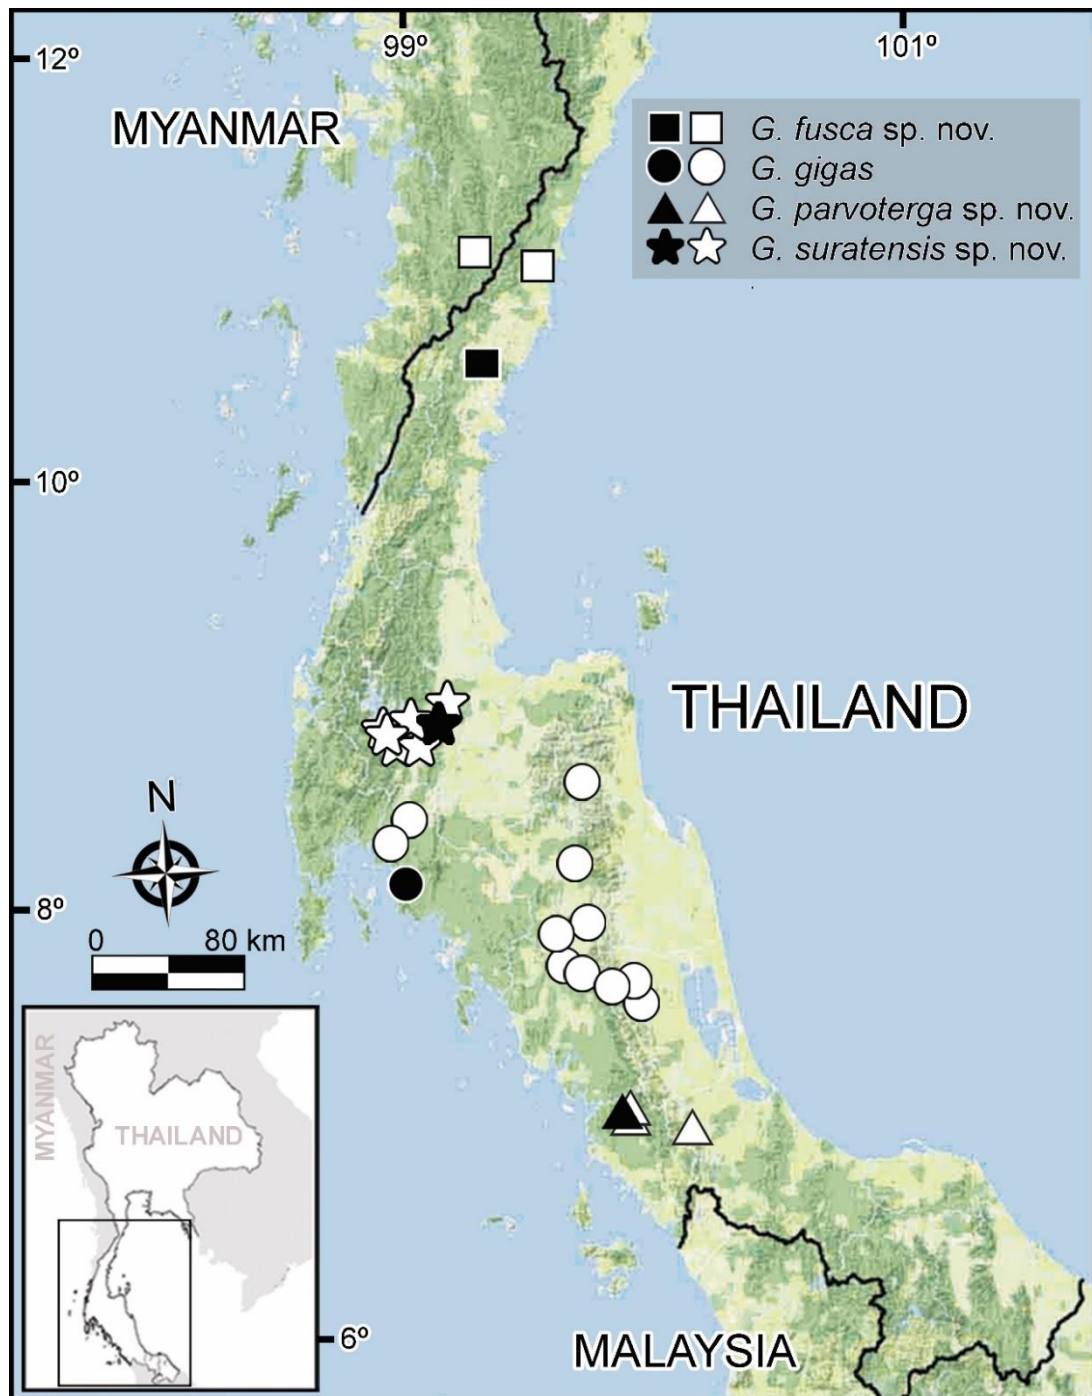 99º
101º
12º
MYANMAR
G. fusca sp. nov.
G. gigas
G. parvoterga sp. nov.
G. suratensis sp. nov.
10º
THAILAND
N
8º
0 80 km
MYANMAR
THAILAND
6º
MALAYSIA